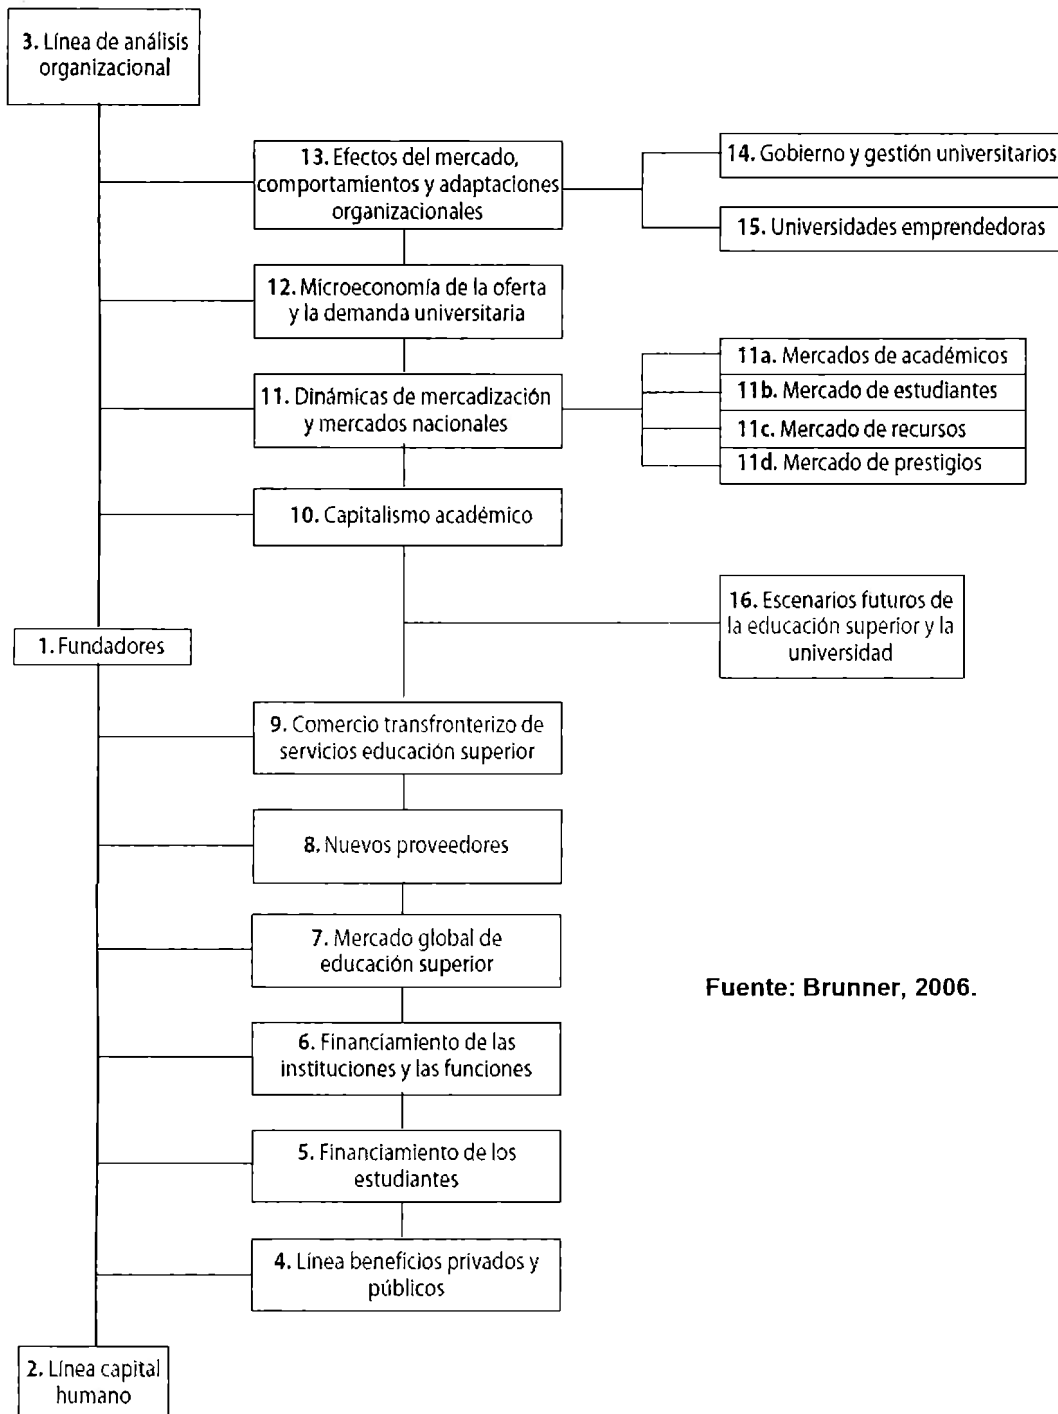 3. Línea de análisis
organizacional
13. Efectos del mercado,
comportamientos y adaptaciones
organizacionales
14. Gobierno y gestión universitarios
15. Universidades emprendedoras
12. Microeconomía de la oferta
y la demanda universitaria
11. Dinámicas de mercadización
y mercados nacionales
11a. Mercados de académicos
11b. Mercado de estudiantes
11c. Mercado de recursos
11d. Mercado de prestigios
10. Capitalismo académico
16. Escenarios futuros de
la educación superior y la
universidad
1. Fundadores
9. Comercio transfronterizo de
servicios educación superior
8. Nuevos proveedores
7. Mercado global de
educación superior
Fuente: Brunner, 2006.
6. Financiamiento de las
instituciones y las funciones
5. Financiamiento de los
estudiantes
4. Línea beneficios privados y
públicos
2. Línea capital
humano